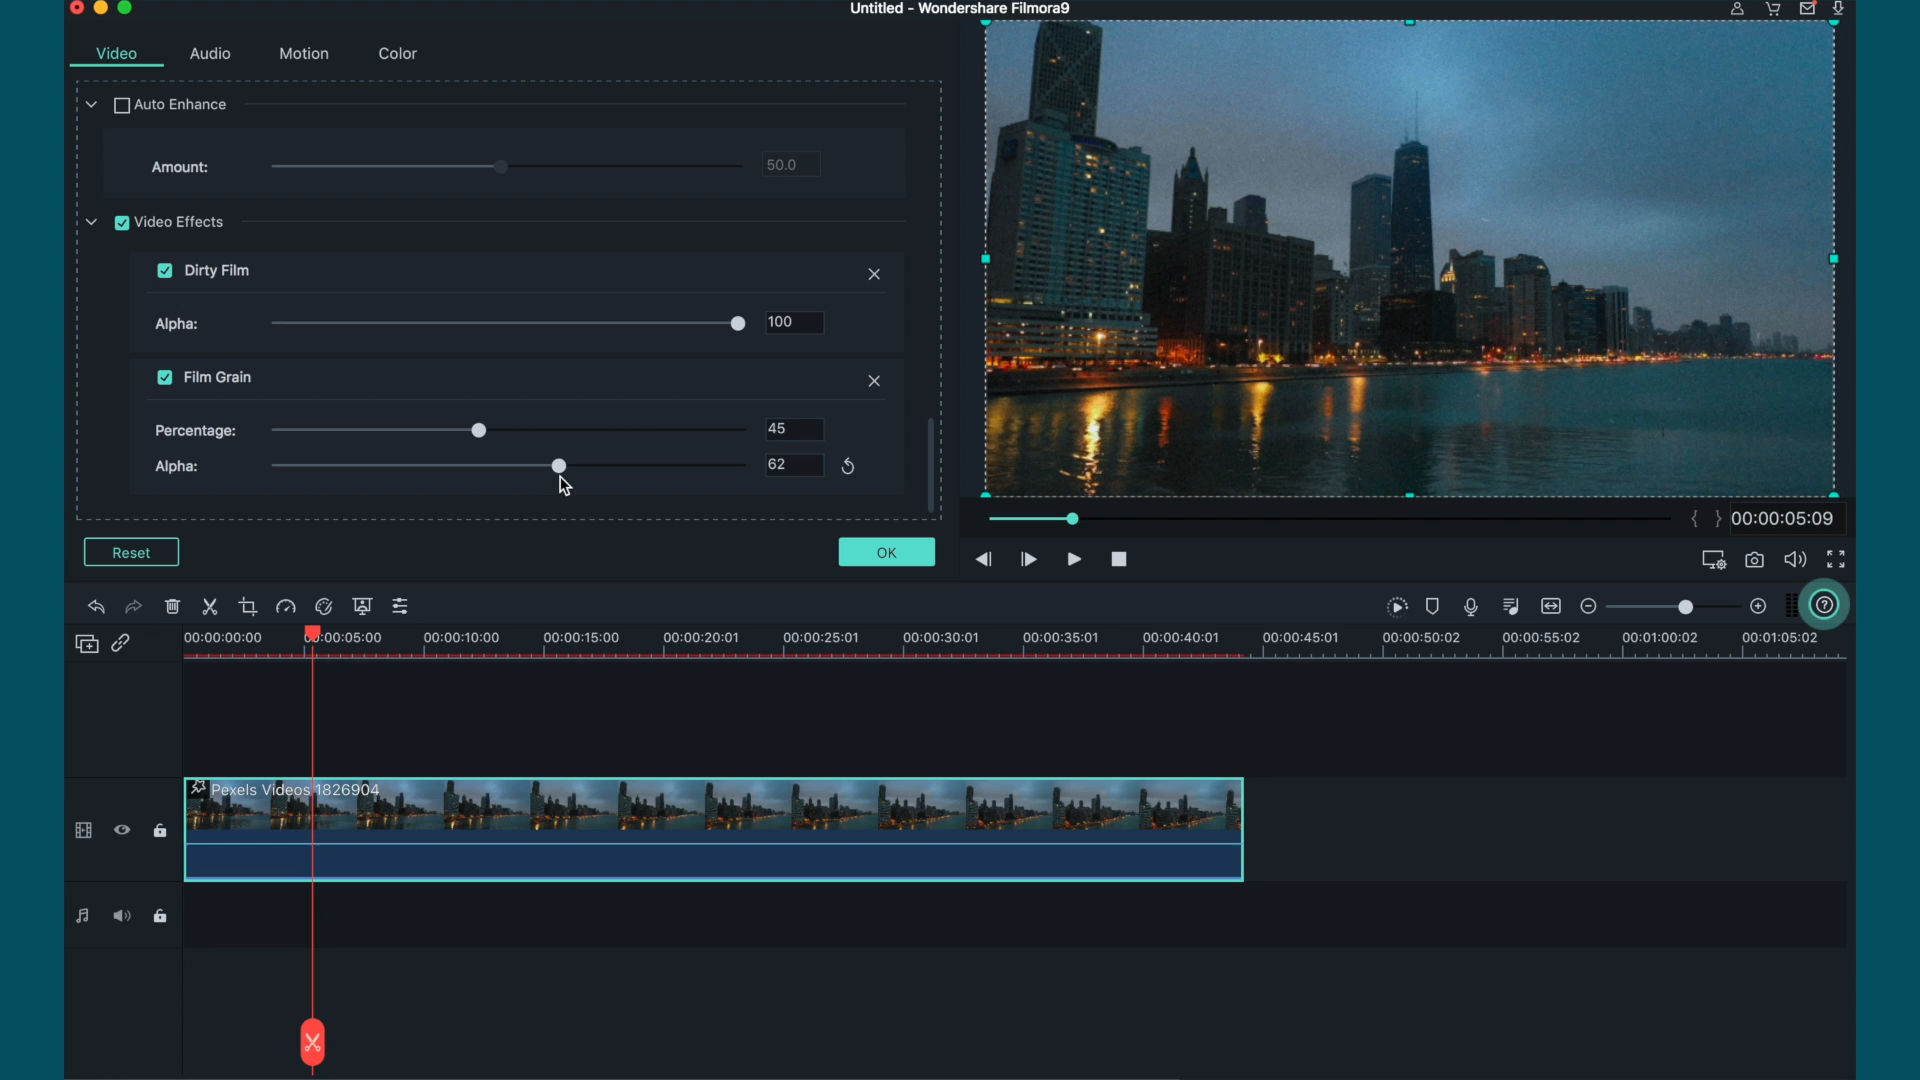 Untitled - Wondershare Filmora9
Video Audio Motion Color
Auto Enhance
Amount: 50.0
Video Effects
Dirty Film
Alpha: 100
Film Grain
Percentage: 45
Alpha: 62
Reset OK
{ } 00:00:05:09
00:00:00:00 00:00:05:00 00:00:10:00 00:00:15:00 00:00:20:01 00:00:25:01 00:00:30:01 00:00:35:01 00:00:40:01 00:00:45:01 00:00:50:02 00:00:55:02 00:01:00:02 00:01:05:02
Pexels Videos 1826904